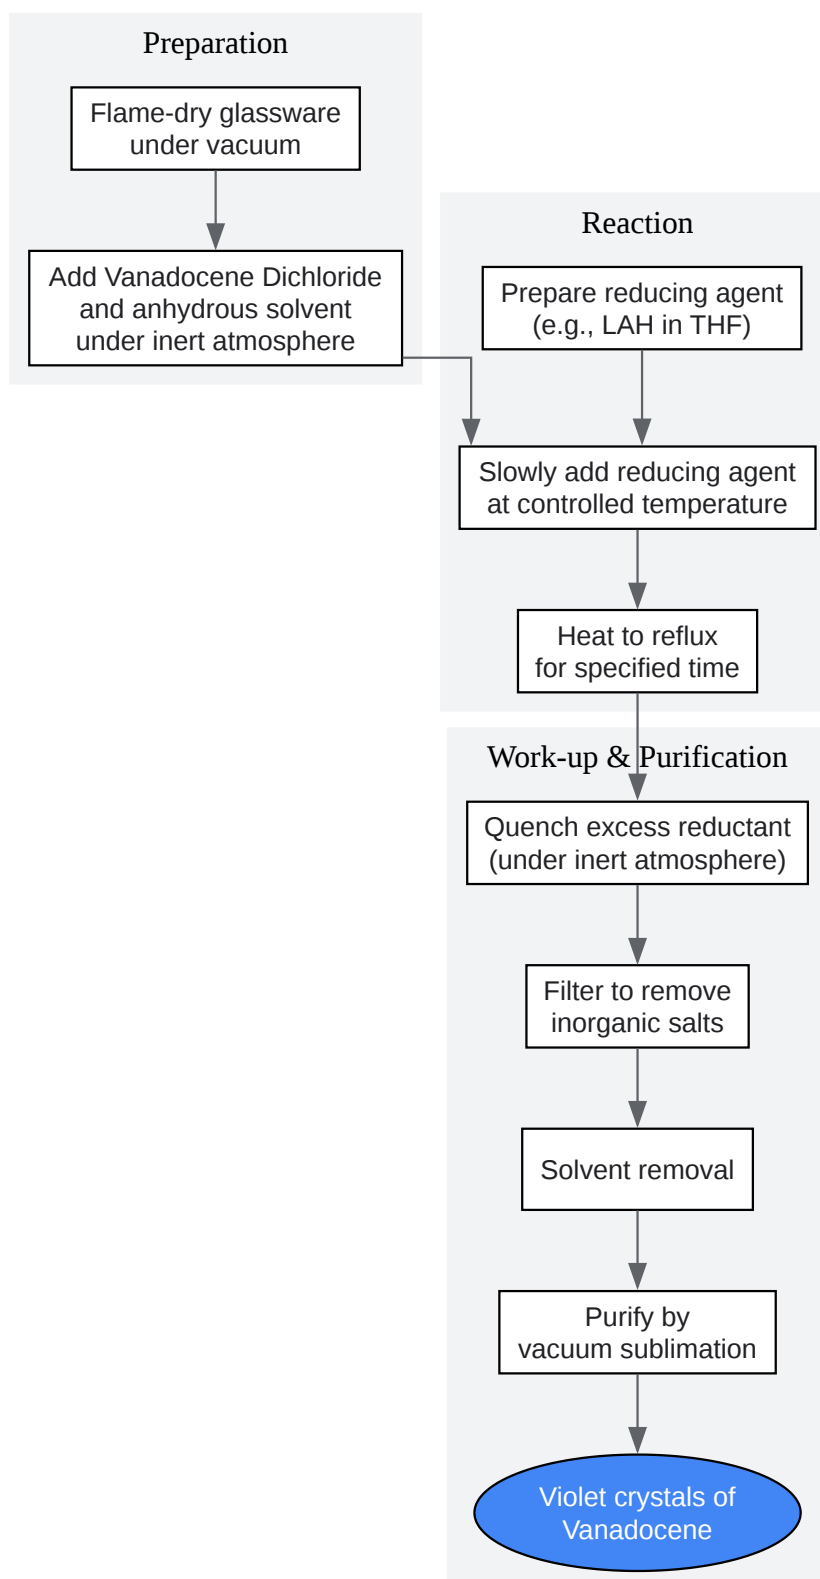 Preparation
Flame-dry glassware
under vacuum
Add Vanadocene Dichloride
and anhydrous solvent
under inert atmosphere
Reaction
Prepare reducing agent
(e.g., LAH in THF)
Slowly add reducing agent
at controlled temperature
Heat to reflux
for specified time
Work-up & Purification
Quench excess reductant
(under inert atmosphere)
Filter to remove
inorganic salts
Solvent removal
Purify by
vacuum sublimation
Violet crystals of
Vanadocene